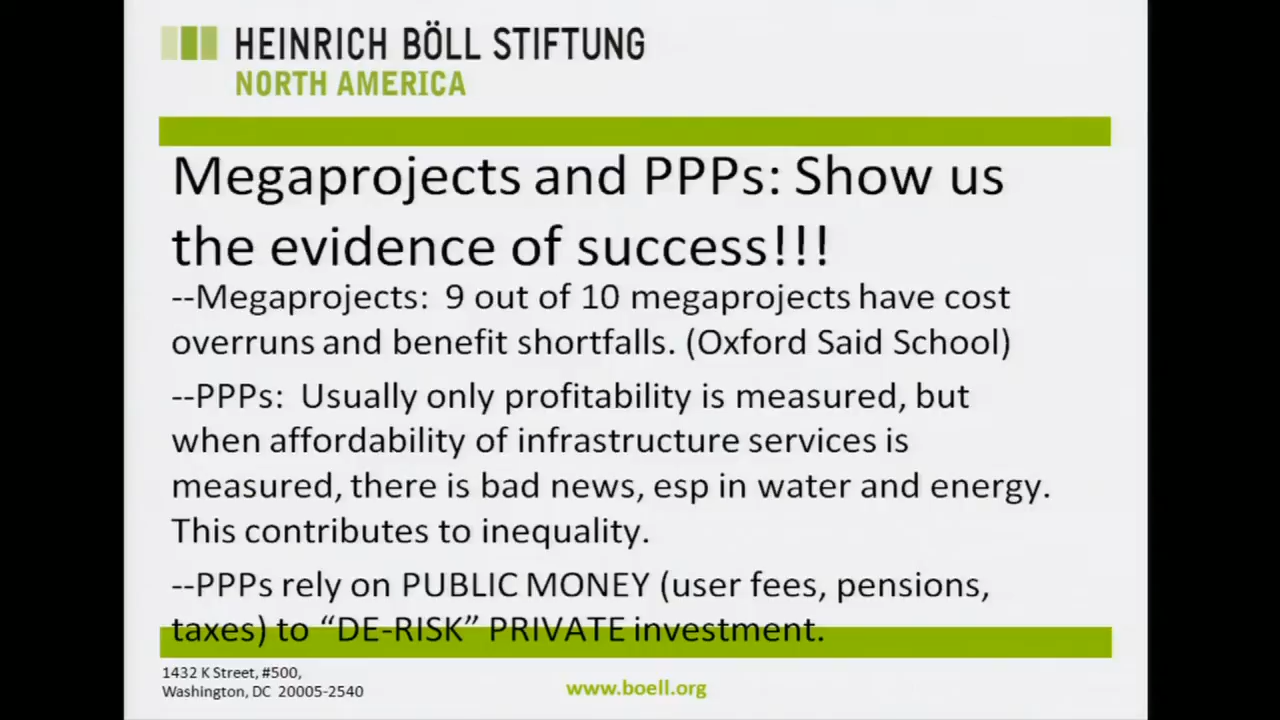 HEINRICH BÖLL STIFTUNG
NORTH AMERICA
Megaprojects and PPPs: Show us
the evidence of success!!!
--Megaprojects: 9 out of 10 megaprojects have cost
overruns and benefit shortfalls. (Oxford Said School)
--PPPs: Usually only profitability is measured, but
when affordability of infrastructure services is
measured, there is bad news, esp in water and energy.
This contributes to inequality.
--PPPs rely on PUBLIC MONEY (user fees, pensions,
taxes) to “DE-RISK” PRIVATE investment.
1432 K Street, #500,
Washington, DC 20005-2540
www.boell.org